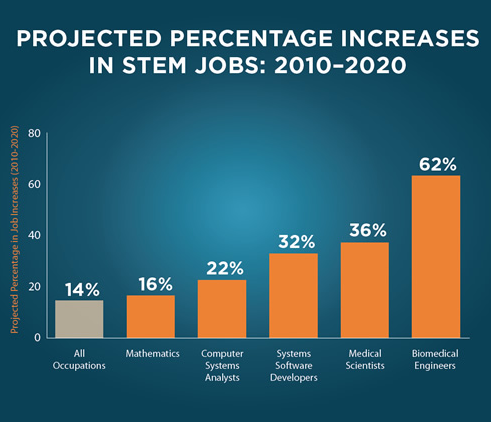 PROJECTED PERCENTAGE INCREASES
IN STEM JOBS: 2010–2020
Projected Percentage in Job Increases (2010-2020)
80
60
40
20
0
14%
16%
22%
32%
36%
62%
All
Occupations
Mathematics
Computer
Systems
Analysts
Systems
Software
Developers
Medical
Scientists
Biomedical
Engineers